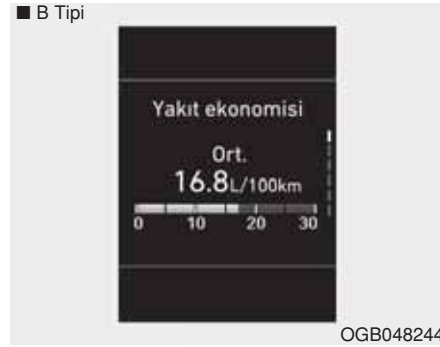 ■ B Tipi
Yakıt ekonomisi
Ort.
16.8L/100km
0 10 20 30
OGB048244